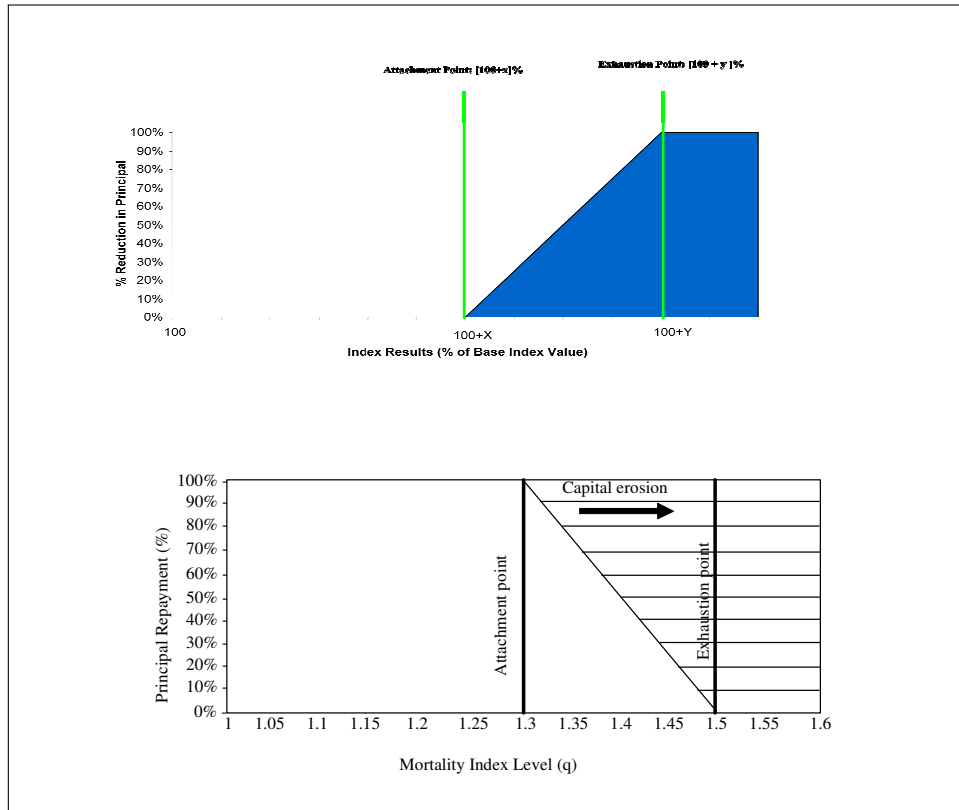 Attachment Point: [100+x]%
Exhaustion Point: [100 + y ]%
100%
90%
80%
70%
60%
50%
40%
30%
20%
10%
0%
% Reduction in Principal
100
100+X
100+Y
Index Results (% of Base Index Value)
100%
90%
80%
70%
60%
50%
40%
30%
20%
10%
0%
Principal Repayment (%)
Capital erosion
Attachment point
Exhaustion point
1 1.05 1.1 1.15 1.2 1.25 1.3 1.35 1.4 1.45 1.5 1.55 1.6
Mortality Index Level (q)